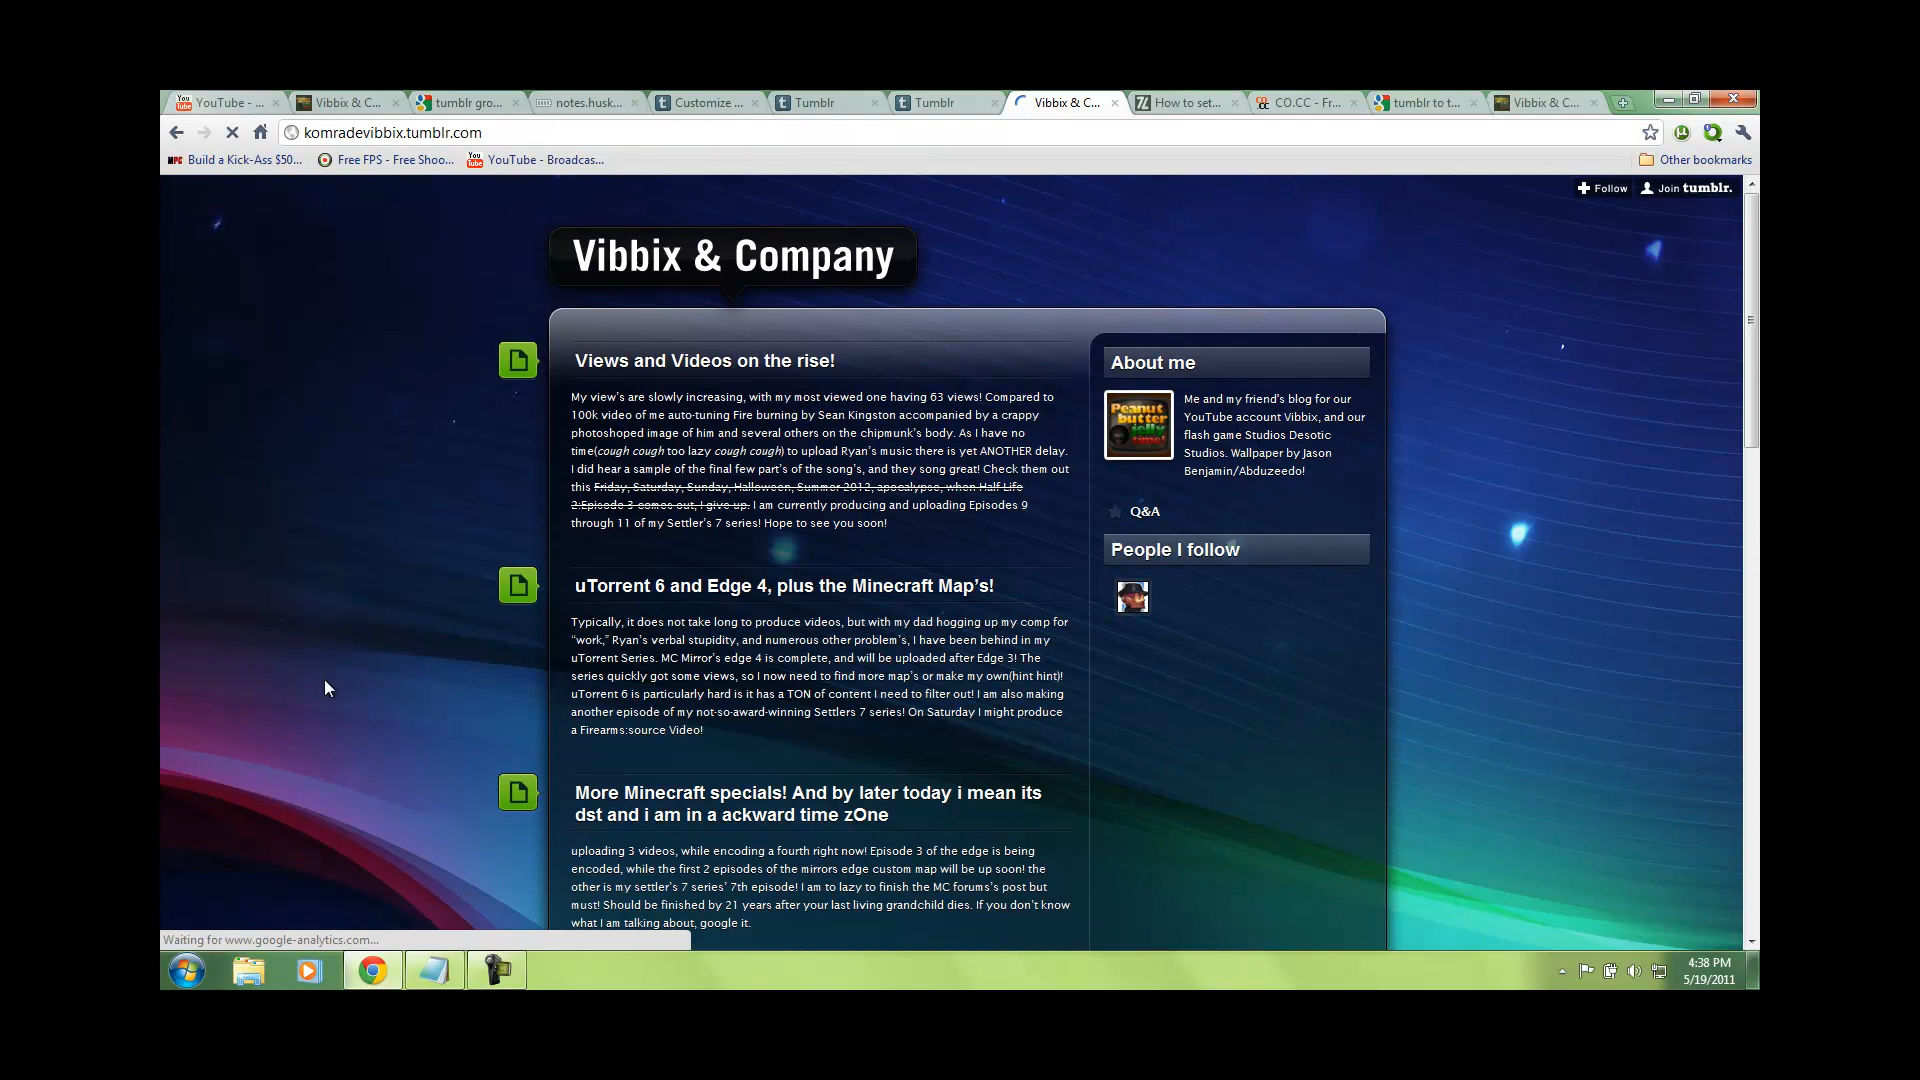 YouTube - ...
Vibbix & C...
tumblr gro...
notes.husk...
Customize ...
Tumblr
Tumblr
Vibbix & C...
How to set...
CO.CC - Fr...
tumblr to t...
Vibbix & C...
komradevibbix.tumblr.com
Build a Kick-Ass $50...
Free FPS - Free Shoo...
YouTube - Broadcas...
Other bookmarks
Follow
Join tumblr.
Vibbix & Company
Views and Videos on the rise!
My view's are slowly increasing, with my most viewed one having 63 views! Compared to
100k video of me auto-tuning Fire burning by Sean Kingston accompanied by a crappy
photoshoped image of him and several others on the chipmunk's body. As I have no
time(cough cough too lazy cough cough) to upload Ryan's music there is yet ANOTHER delay.
I did hear a sample of the final few part's of the song's, and they song great! Check them out
this Friday, Saturday, Sunday, Halloween, Summer 2012, apocalypse, when Half Life
2:Episode 3 comes out, I give up. I am currently producing and uploading Episodes 9
through 11 of my Settler's 7 series! Hope to see you soon!
uTorrent 6 and Edge 4, plus the Minecraft Map's!
Typically, it does not take long to produce videos, but with my dad hogging up my comp for
"work," Ryan's verbal stupidity, and numerous other problem's, I have been behind in my
uTorrent Series. MC Mirror's edge 4 is complete, and will be uploaded after Edge 3! The
series quickly got some views, so I now need to find more map's or make my own(hint hint)!
uTorrent 6 is particularly hard is it has a TON of content I need to filter out! I am also making
another episode of my not-so-award-winning Settlers 7 series! On Saturday I might produce
a Firearms:source Video!
More Minecraft specials! And by later today i mean its
dst and i am in a ackward time zOne
uploading 3 videos, while encoding a fourth right now! Episode 3 of the edge is being
encoded, while the first 2 episodes of the mirrors edge custom map will be up soon! the
other is my settler's 7 series' 7th episode! I am to lazy to finish the MC forums's post but
must! Should be finished by 21 years after your last living grandchild dies. If you don't know
what I am talking about, google it.
About me
Peanut
butter
jelly
time!
Me and my friend's blog for our
YouTube account Vibbix, and our
flash game Studios Desotic
Studios. Wallpaper by Jason
Benjamin/Abduzeedo!
Q&A
People I follow
Waiting for www.google-analytics.com...
4:38 PM
5/19/2011